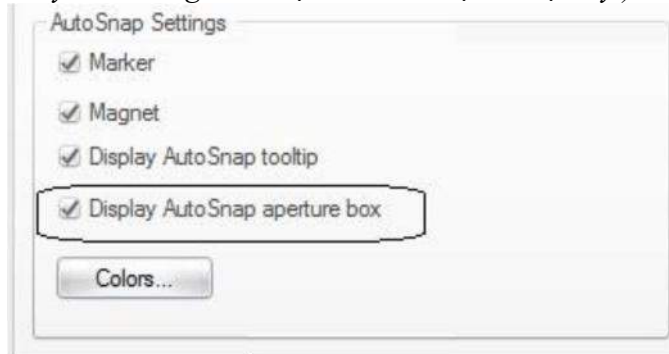 AutoSnap Settings
Marker
Magnet
Display AutoSnap tooltip
Display AutoSnap aperture box
Colors...